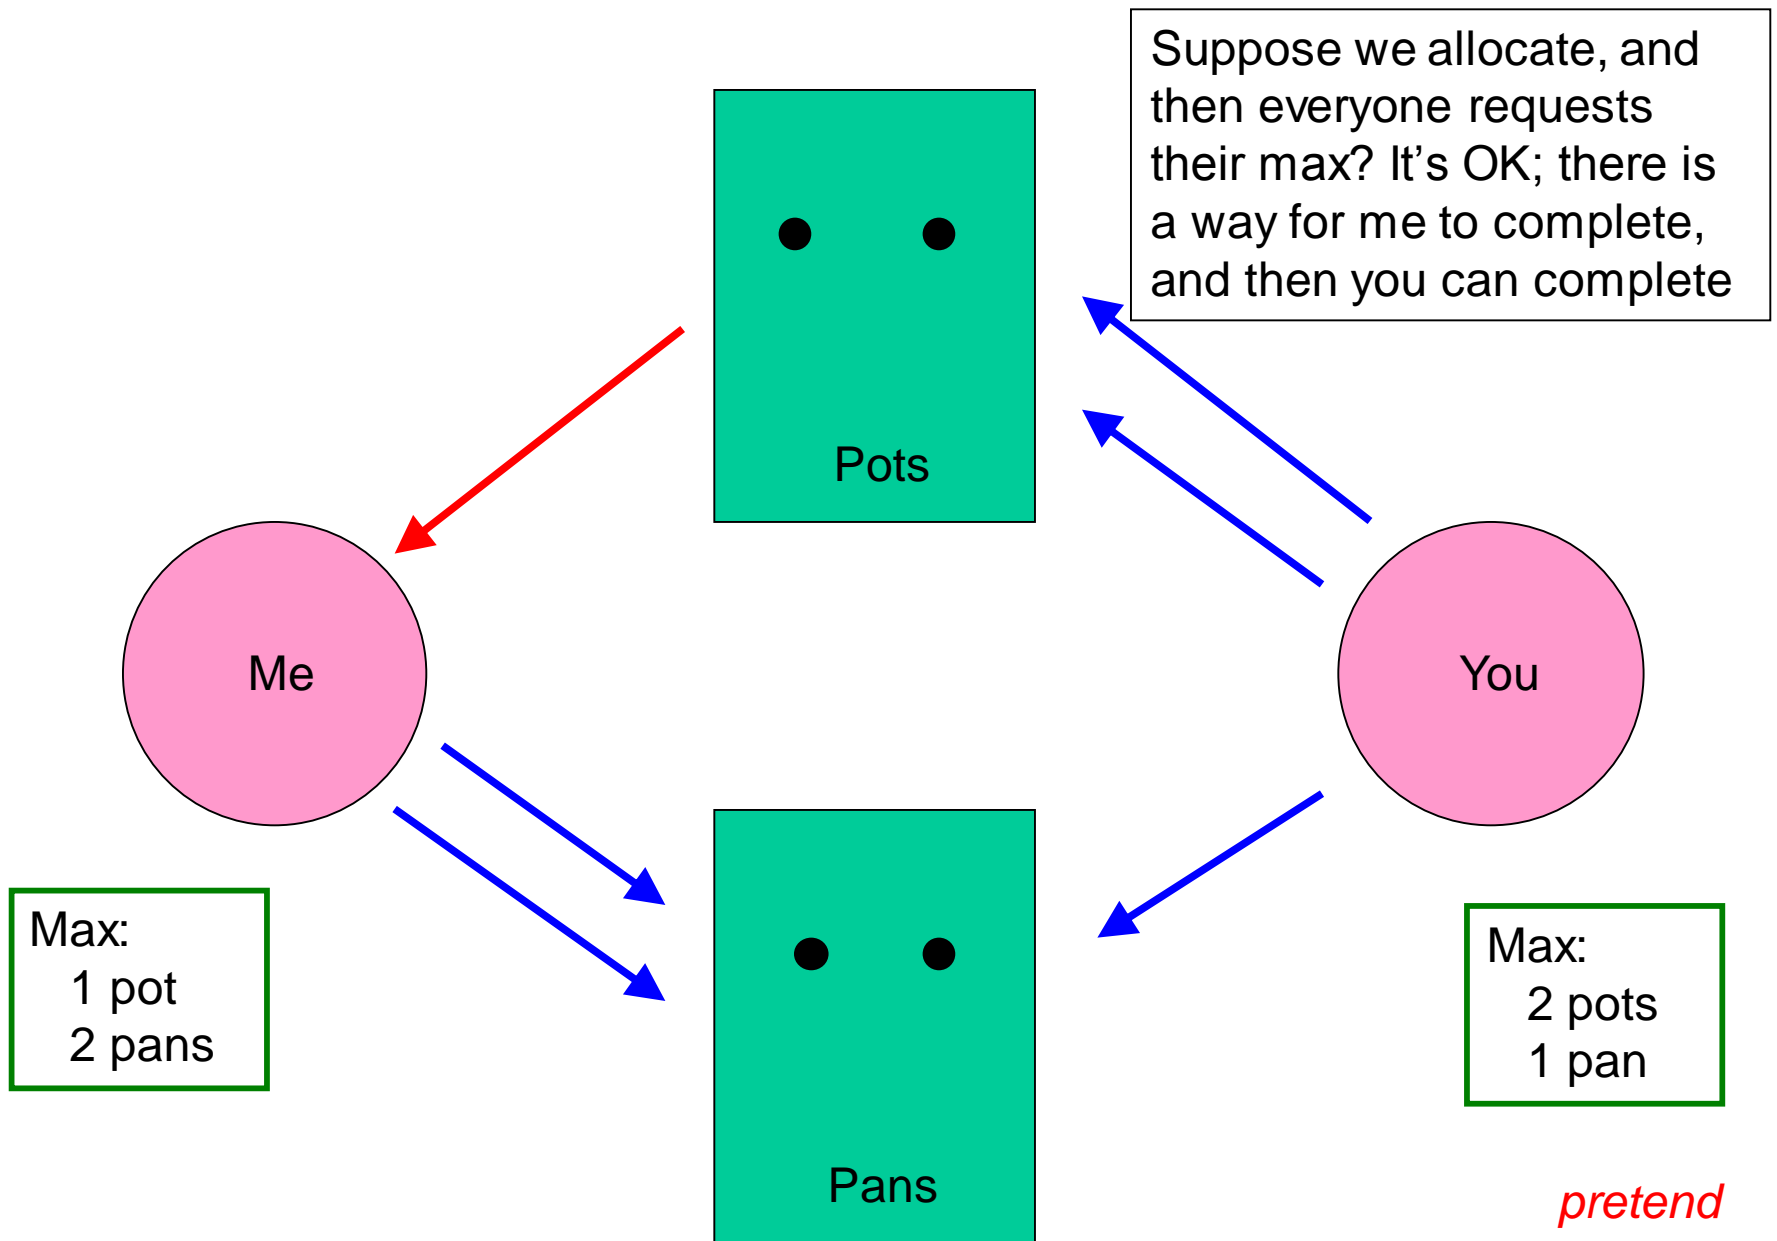 Suppose we allocate, and
then everyone requests
their max? It’s OK; there is
a way for me to complete,
and then you can complete
Pots
Me
You
Max:
1 pot
2 pans
Max:
2 pots
1 pan
Pans
pretend